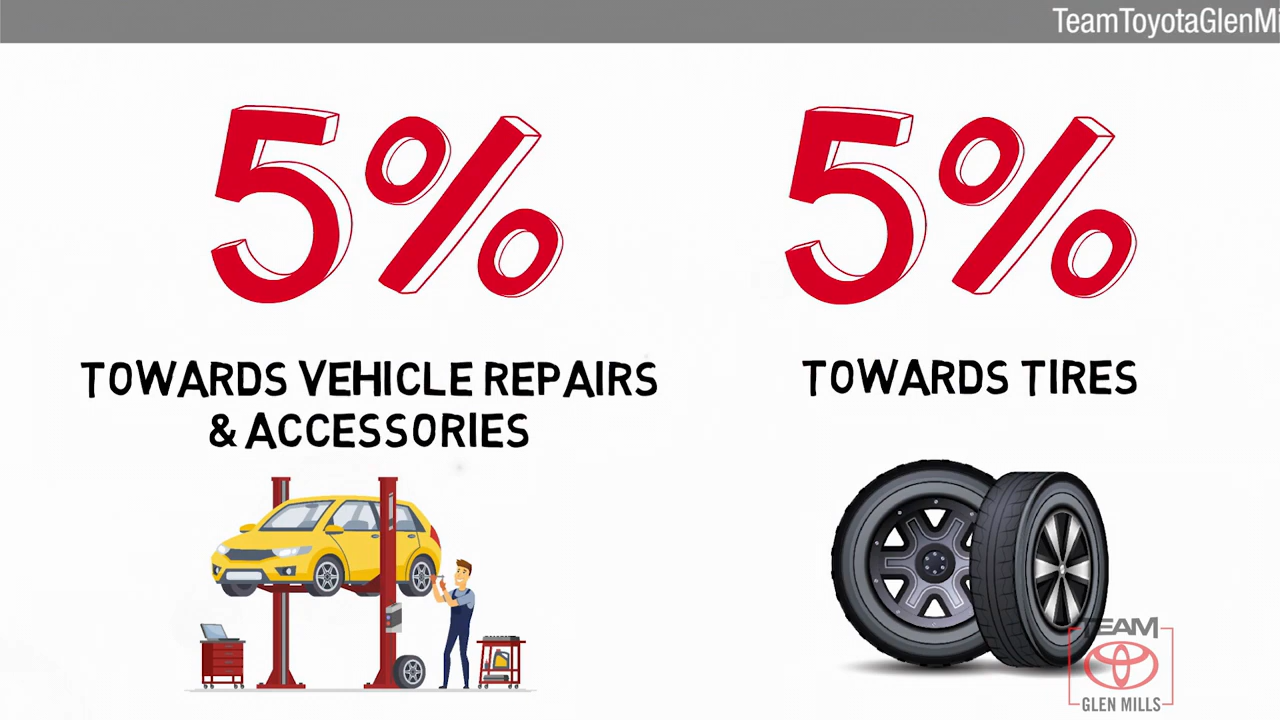 TeamToyotaGlenMi
5% 5%
TOWARDS VEHICLE REPAIRS
& ACCESSORIES
TOWARDS TIRES
TEAM
GLEN MILLS